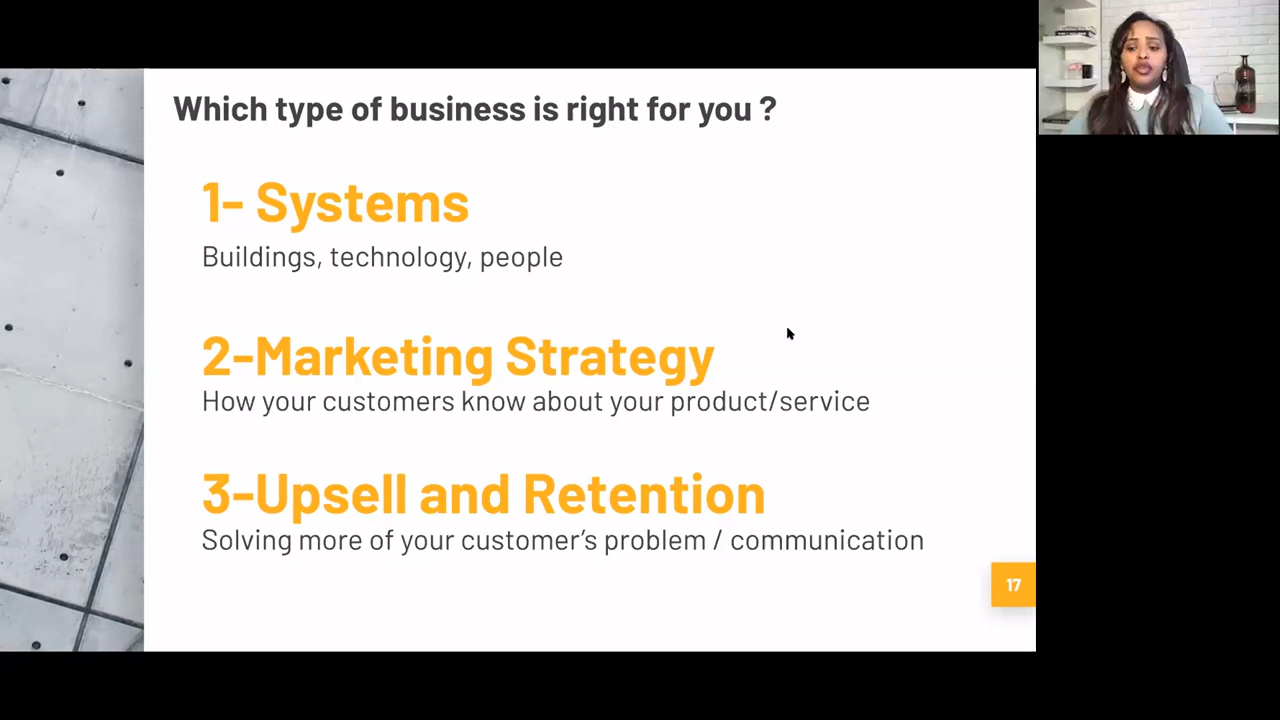 Which type of business is right for you ?
1- Systems
Buildings, technology, people
2-Marketing Strategy
How your customers know about your product/service
3-Upsell and Retention
Solving more of your customer's problem / communication
17